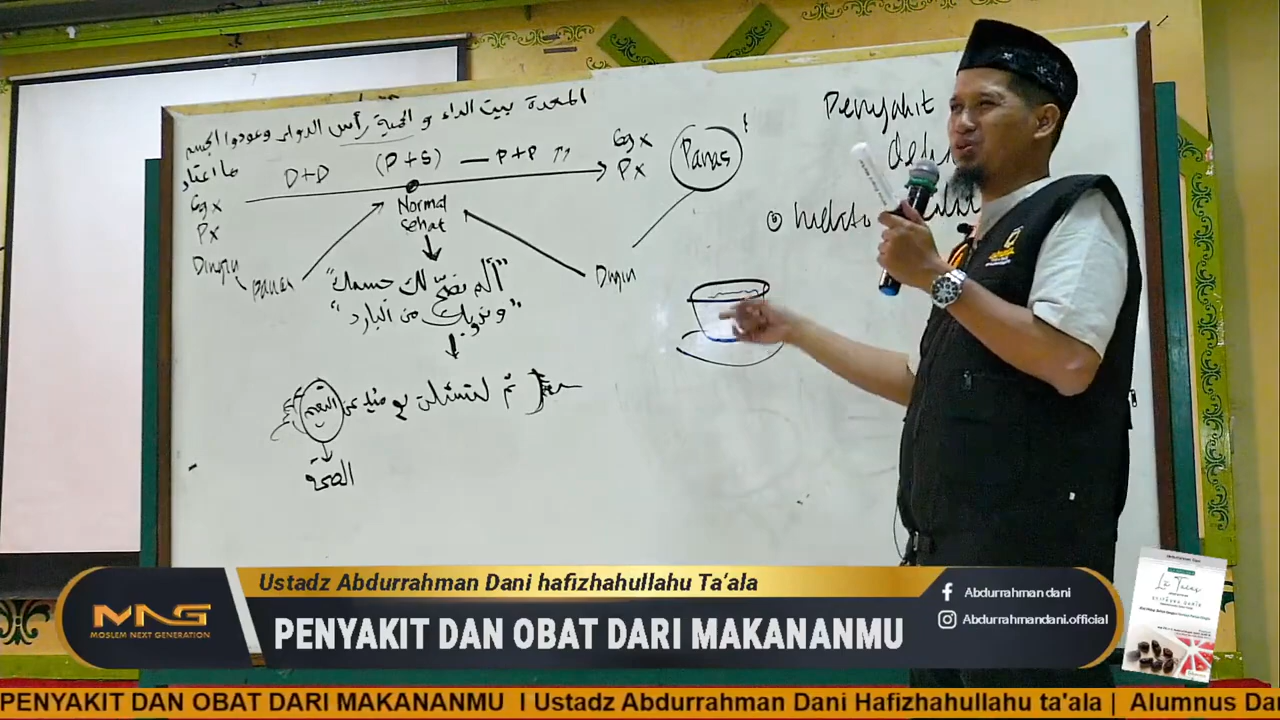 المعدة بيت الداء و الحمية رأس الدواء وعودوا الجسم
ما اعتاد
D+D (P+S) — P+P ↑↑
Ggx
Px
Panas
Ggx
Px
Dingin
Panas
Normal
Sehat
Dingin
"ألم نصحّ لك جسمك"
"ونرويك من البارد"
ثم لتسئلن يومئذ عن النعيم
الصحة
Penyakit
MNG
MOSLEM NEXT GENERATION
Ustadz Abdurrahman Dani hafizhahullahu Ta'ala
PENYAKIT DAN OBAT DARI MAKANANMU
Abdurrahman dani
Abdurrahmandani.official
PENYAKIT DAN OBAT DARI MAKANANMU I Ustadz Abdurrahman Dani Hafizhahullahu ta'ala | Alumnus Da